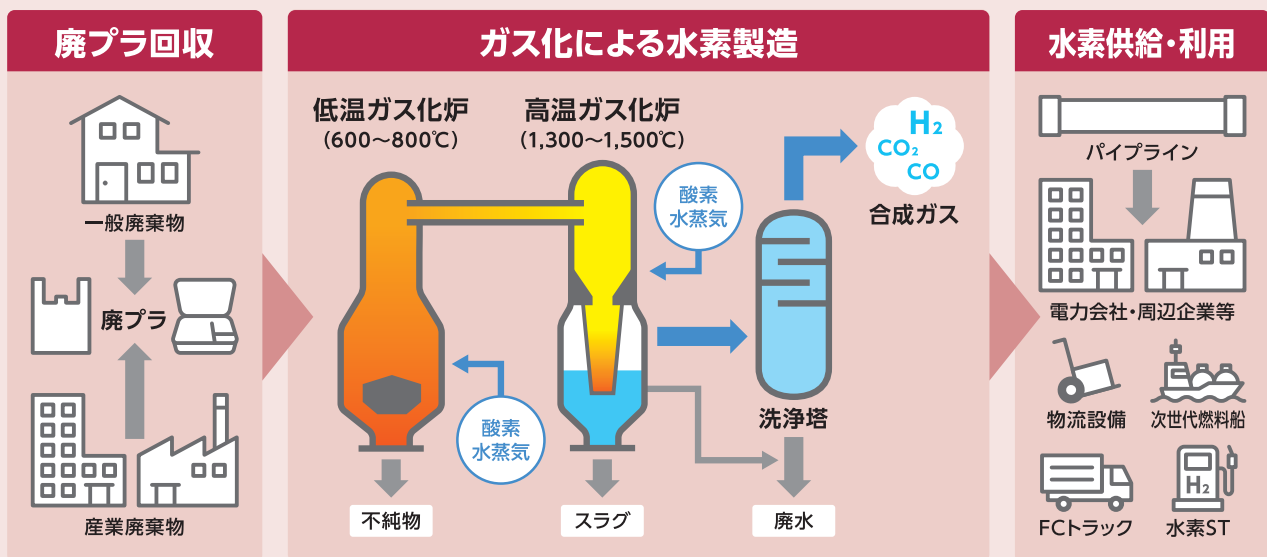 廃プラ回収
一般廃棄物
廃プラ
産業廃棄物
ガス化による水素製造
低温ガス化炉
(600〜800℃)
高温ガス化炉
(1,300〜1,500℃)
酸素
水蒸気
酸素
水蒸気
不純物
スラグ
洗浄塔
廃水
H2
CO2
CO
合成ガス
水素供給・利用
パイプライン
電力会社・周辺企業等
物流設備
次世代燃料船
FCトラック
H2
水素ST